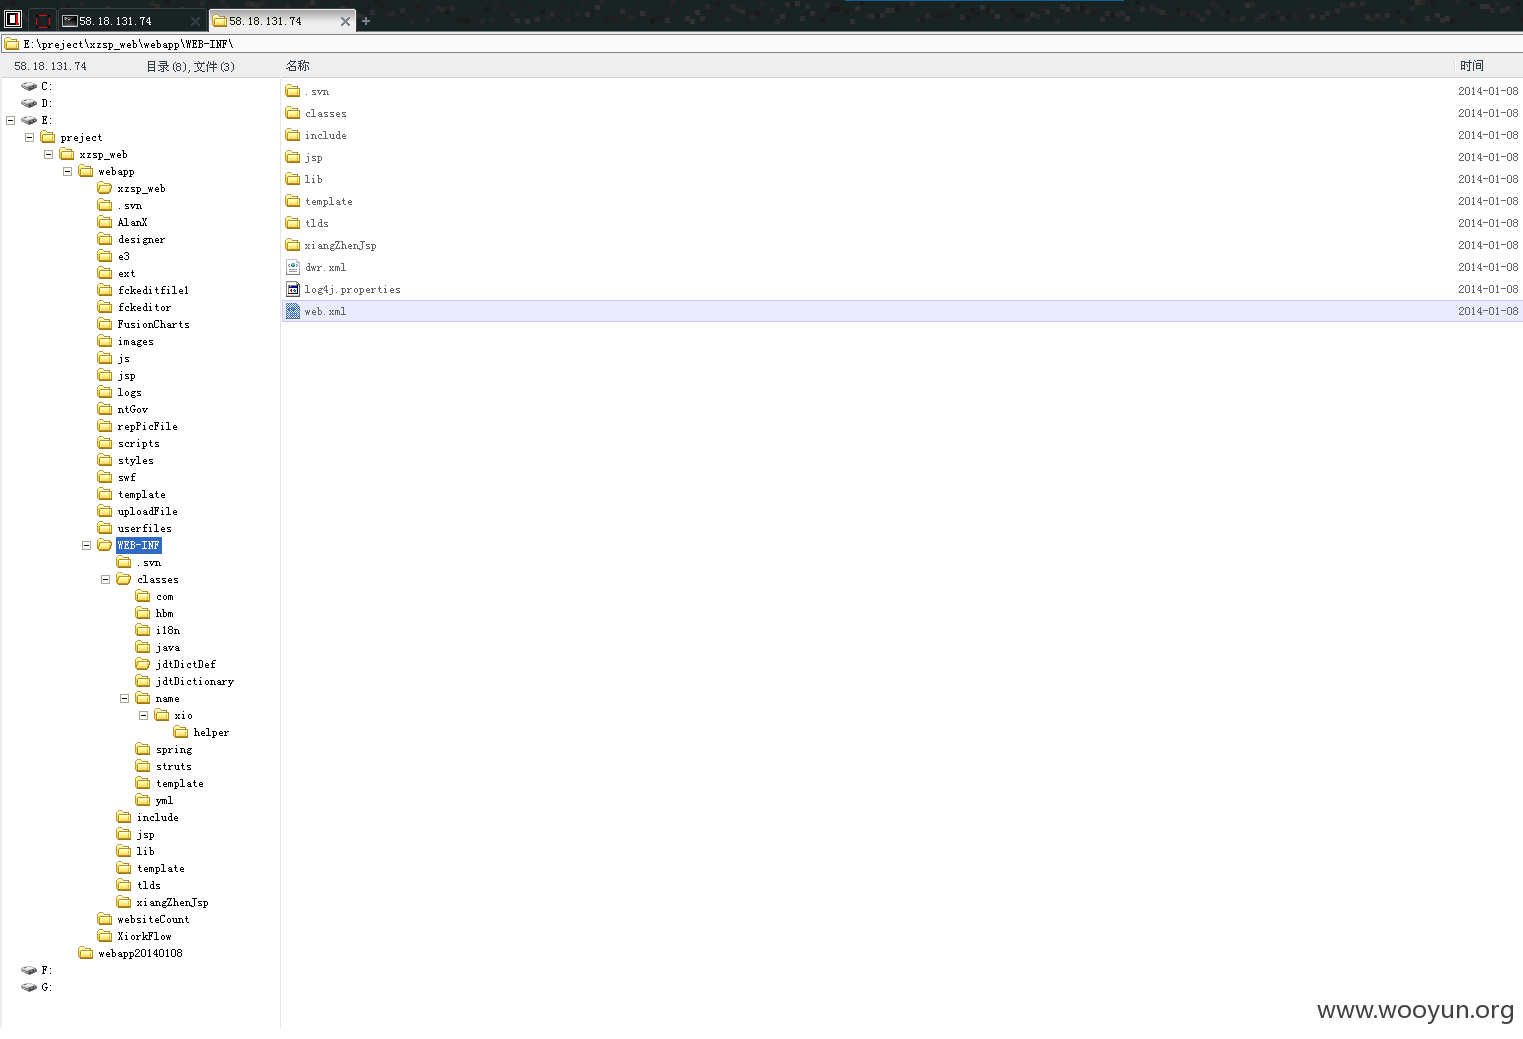 58.18.131.74
58.18.131.74
E:\preject\xzsp_web\webapp\WEB-INF\
58.18.131.74 目录(8),文件(3) 名称 时间
C:
D:
E:
preject
xzsp_web
webapp
xzsp_web
.svn
AlanX
designer
e3
ext
fckeditfile1
fckeditor
FusionCharts
images
js
jsp
logs
ntGov
repPicFile
scripts
styles
swf
template
uploadFile
userfiles
WEB-INF
.svn
classes
com
hbm
i18n
java
jdtDictDef
jdtDictionary
name
xio
helper
spring
struts
template
yml
include
jsp
lib
template
tlds
xiangZhenJsp
websiteCount
XiorkFlow
webapp20140108
F:
G:
.svn 2014-01-08
classes 2014-01-08
include 2014-01-08
jsp 2014-01-08
lib 2014-01-08
template 2014-01-08
tlds 2014-01-08
xiangZhenJsp 2014-01-08
dwr.xml 2014-01-08
log4j.properties 2014-01-08
web.xml 2014-01-08
www.wooyun.org